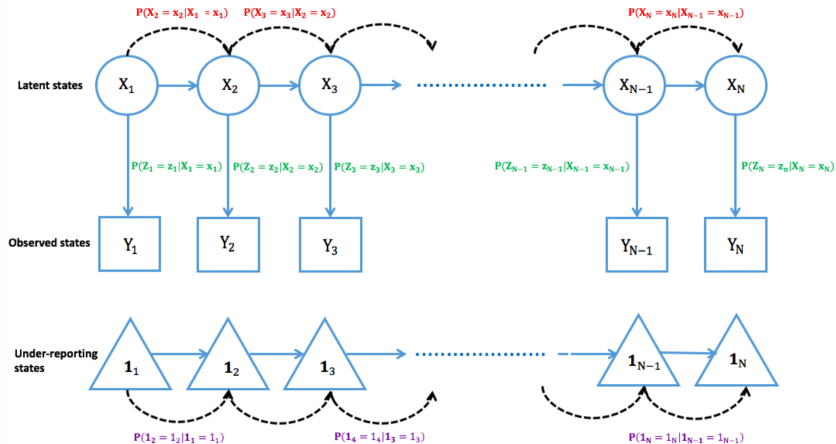 P(X₂ = x₂|X₁ = x₁) P(X₃ = x₃|X₂ = x₂) P(X_N = x_N|X_{N−1} = x_{N−1})
Latent states X₁ X₂ X₃ X_{N−1} X_N
P(Z₁ = z₁|X₁ = x₁) P(Z₂ = z₂|X₂ = x₂) P(Z₃ = z₃|X₃ = x₃) P(Z_{N−1} = z_{N−1}|X_{N−1} = x_{N−1}) P(Z_N = z_n|X_N = x_N)
Observed states Y₁ Y₂ Y₃ Y_{N−1} Y_N
Under-reporting
states 1₁ 1₂ 1₃ 1_{N−1} 1_N
P(1₂ = 1₂|1₁ = 1₁) P(1₄ = 1₄|1₃ = 1₃) P(1_N = 1_N|1_{N−1} = 1_{N−1})